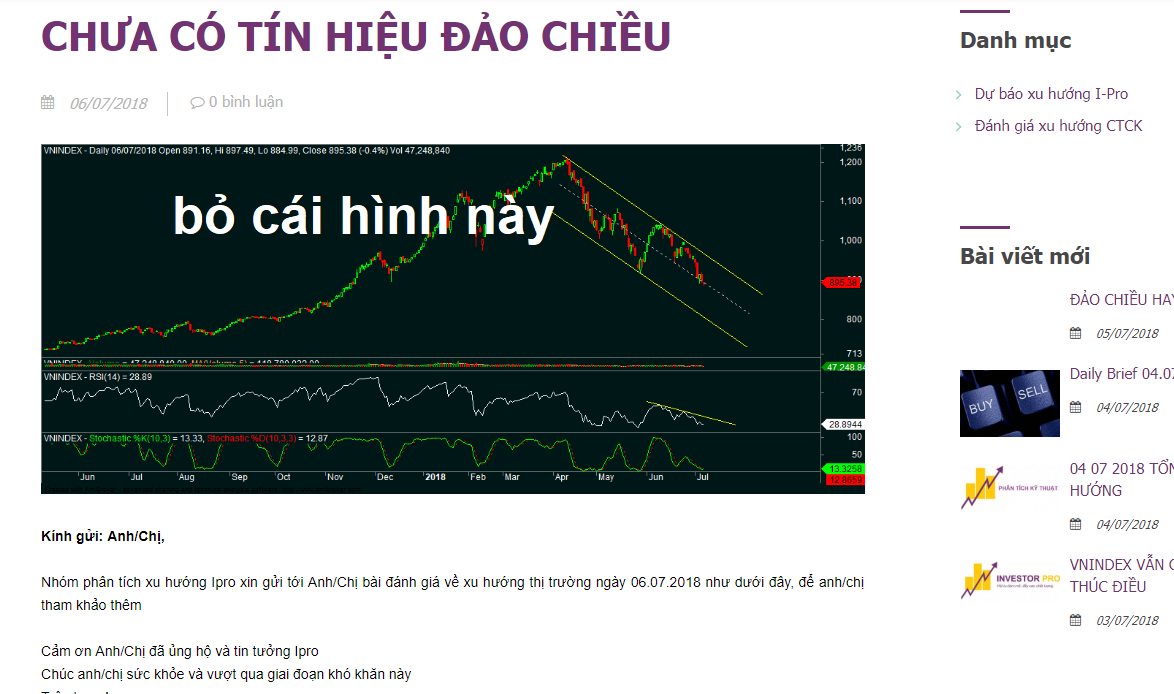 CHƯA CÓ TÍN HIỆU ĐẢO CHIỀU
06/07/2018
0 bình luận
VNINDEX - Daily 06/07/2018 Open 891.16, Hi 897.49, Lo 884.99, Close 895.38 (-0.4%) Vol 47,248,840
bỏ cái hình này
1,236
1,200
1,100
1,000
895.38
800
713
47,248,84
VNINDEX - RSI(14) = 28.89
70
28.8944
VNINDEX - Stochastic %K(10,3) = 13.33, Stochastic %D(10,3,3) = 12.87
100
50
13.3258
12.8659
Jun Jul Aug Sep Oct Nov Dec 2018 Feb Mar Apr May Jun Jul
Kính gửi: Anh/Chị,
Nhóm phân tích xu hướng Ipro xin gửi tới Anh/Chị bài đánh giá về xu hướng thị trường ngày 06.07.2018 như dưới đây, để anh/chị
tham khảo thêm
Cảm ơn Anh/Chị đã ủng hộ và tin tưởng Ipro
Chúc anh/chị sức khỏe và vượt qua giai đoạn khó khăn này
Danh mục
Dự báo xu hướng I-Pro
Đánh giá xu hướng CTCK
Bài viết mới
ĐẢO CHIỀU HAY
05/07/2018
BUY
SELL
Daily Brief 04.07
04/07/2018
PHÂN TÍCH KỸ THUẬT
04 07 2018 TỔN
HƯỚNG
04/07/2018
INVESTOR PRO
VNINDEX VẪN
THÚC ĐIỀU
03/07/2018